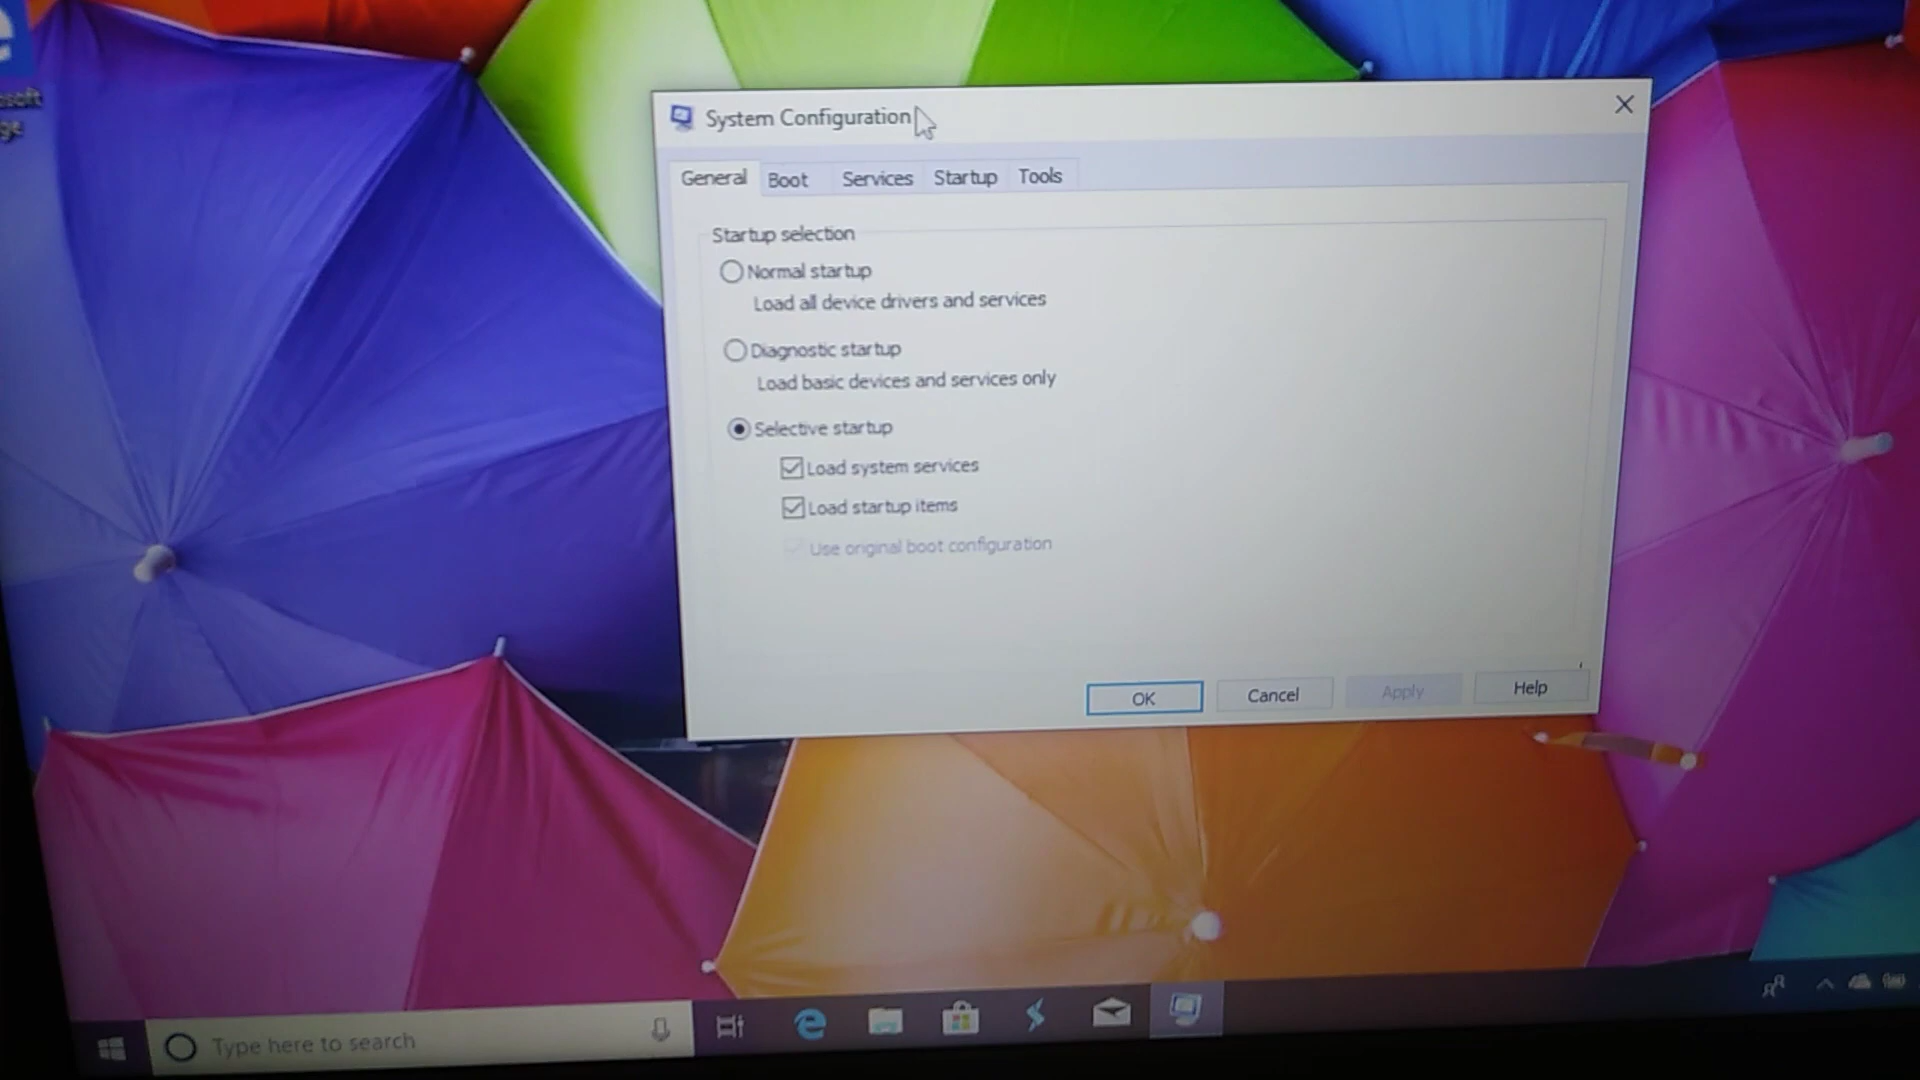 osoft
ge
System Configuration
General Boot Services Startup Tools
Startup selection
Normal startup
Load all device drivers and services
Diagnostic startup
Load basic devices and services only
Selective startup
Load system services
Load startup items
Use original boot configuration
OK Cancel Apply Help
Type here to search